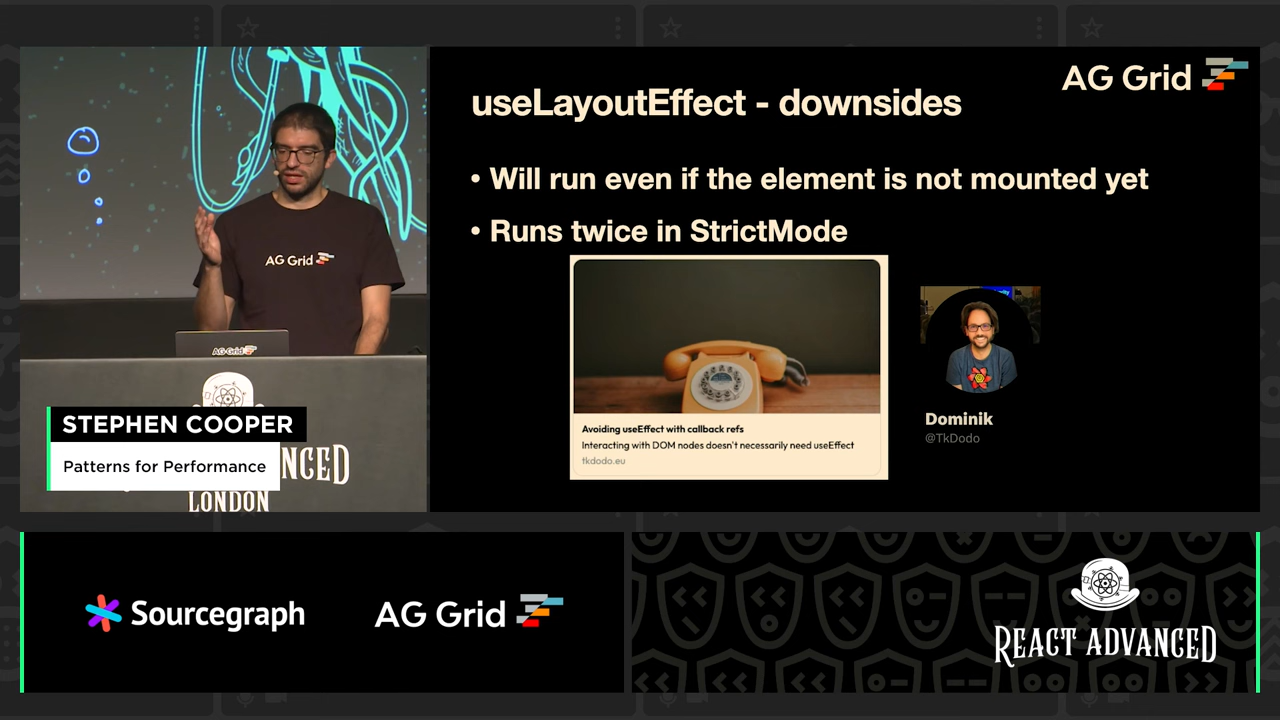 AG Grid
useLayoutEffect - downsides
• Will run even if the element is not mounted yet
• Runs twice in StrictMode
Avoiding useEffect with callback refs
Interacting with DOM nodes doesn't necessarily need useEffect
tkdodo.eu
Dominik
@TkDodo
AG Grid
AG Grid
STEPHEN COOPER
Patterns for Performance
NCED
LONDON
Sourcegraph
AG Grid
REACT ADVANCED